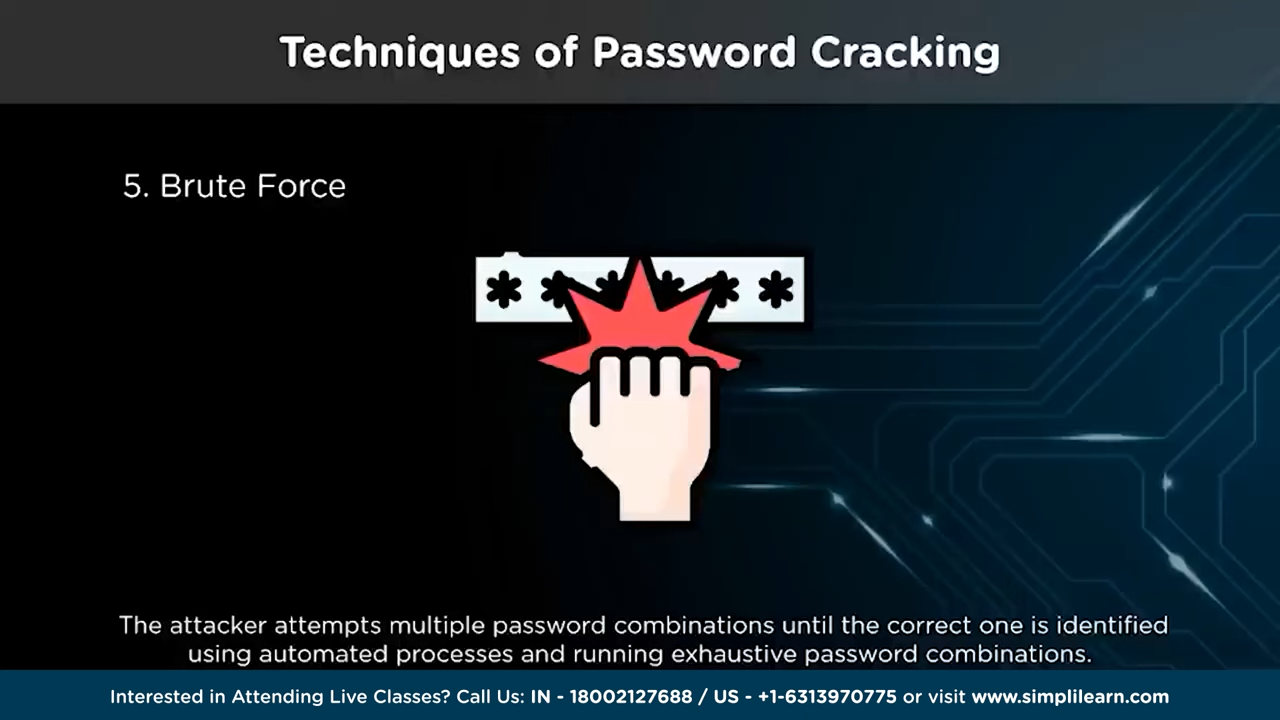 Techniques of Password Cracking
5. Brute Force
* * * * * *
The attacker attempts multiple password combinations until the correct one is identified
using automated processes and running exhaustive password combinations.
Interested in Attending Live Classes? Call Us: IN - 18002127688 / US - +1-6313970775 or visit www.simplilearn.com